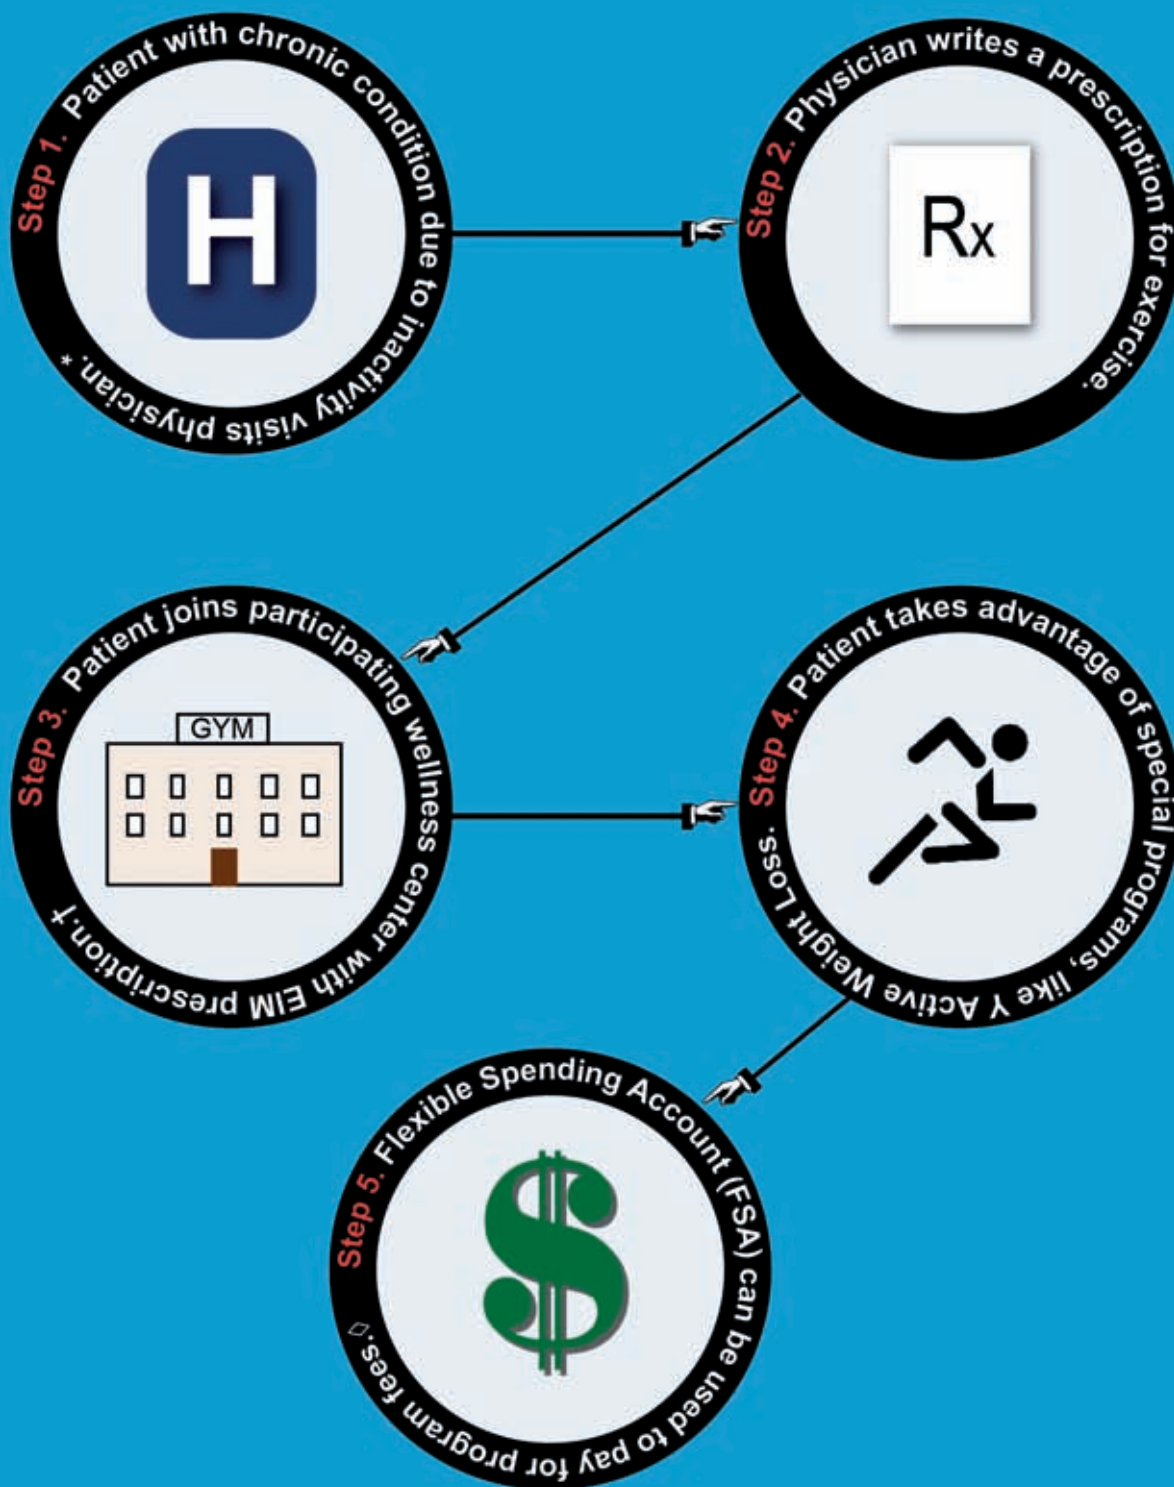 Step 1. Patient with chronic condition due to inactivity visits physician. *
H
Step 2. Physician writes a prescription for exercise.
Rx
Step 3. Patient joins participating wellness center with EIM prescription.†
GYM
Step 4. Patient takes advantage of special programs, like Y Active Weight Loss.
Step 5. Flexible Spending Account (FSA) can be used to pay for program fees.◊
$